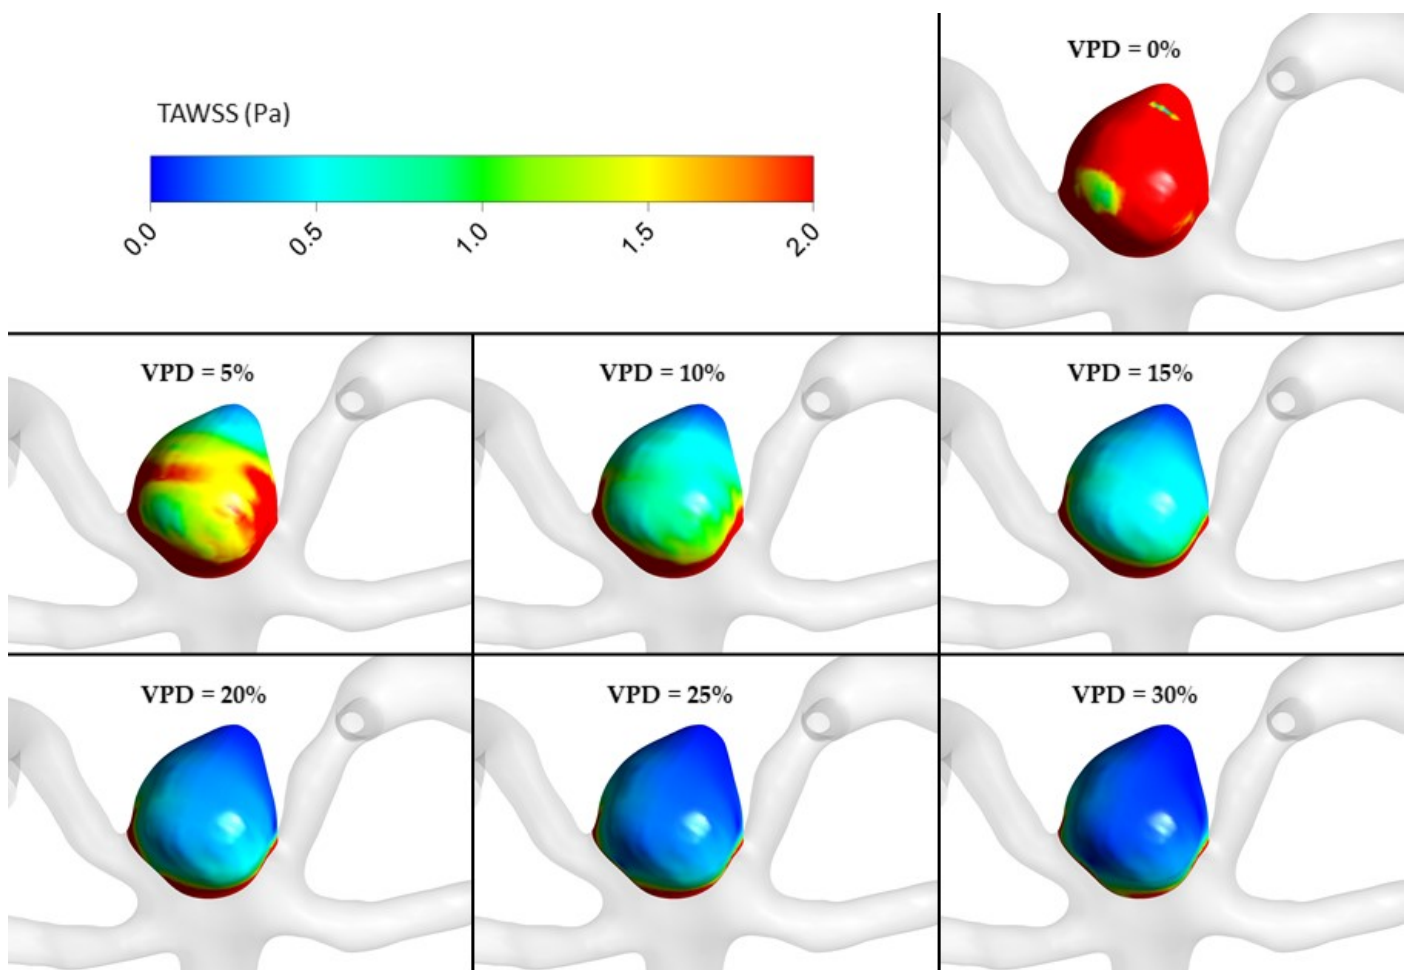 VPD = 0%
TAWSS (Pa)
0.0
0.5
1.0
1.5
2.0
VPD = 5%
VPD = 10%
VPD = 15%
VPD = 20%
VPD = 25%
VPD = 30%